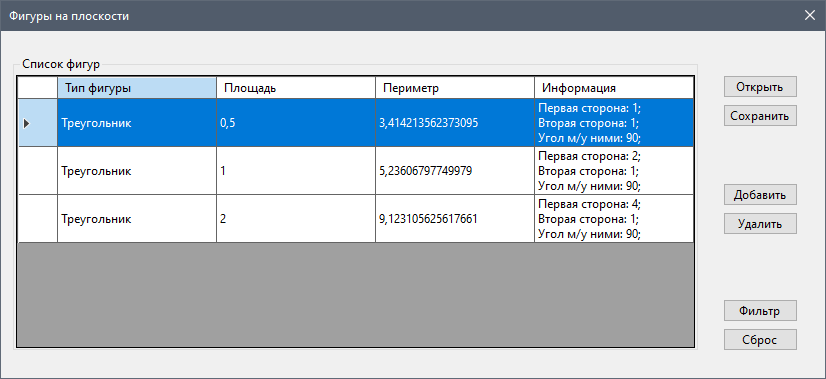 Фигуры на плоскости
Список фигур
Тип фигуры Площадь Периметр Информация
Треугольник 0,5 3,414213562373095 Первая сторона: 1;
Вторая сторона: 1;
Угол м/у ними: 90;
Треугольник 1 5,23606797749979 Первая сторона: 2;
Вторая сторона: 1;
Угол м/у ними: 90;
Треугольник 2 9,123105625617661 Первая сторона: 4;
Вторая сторона: 1;
Угол м/у ними: 90;
Открыть
Сохранить
Добавить
Удалить
Фильтр
Сброс